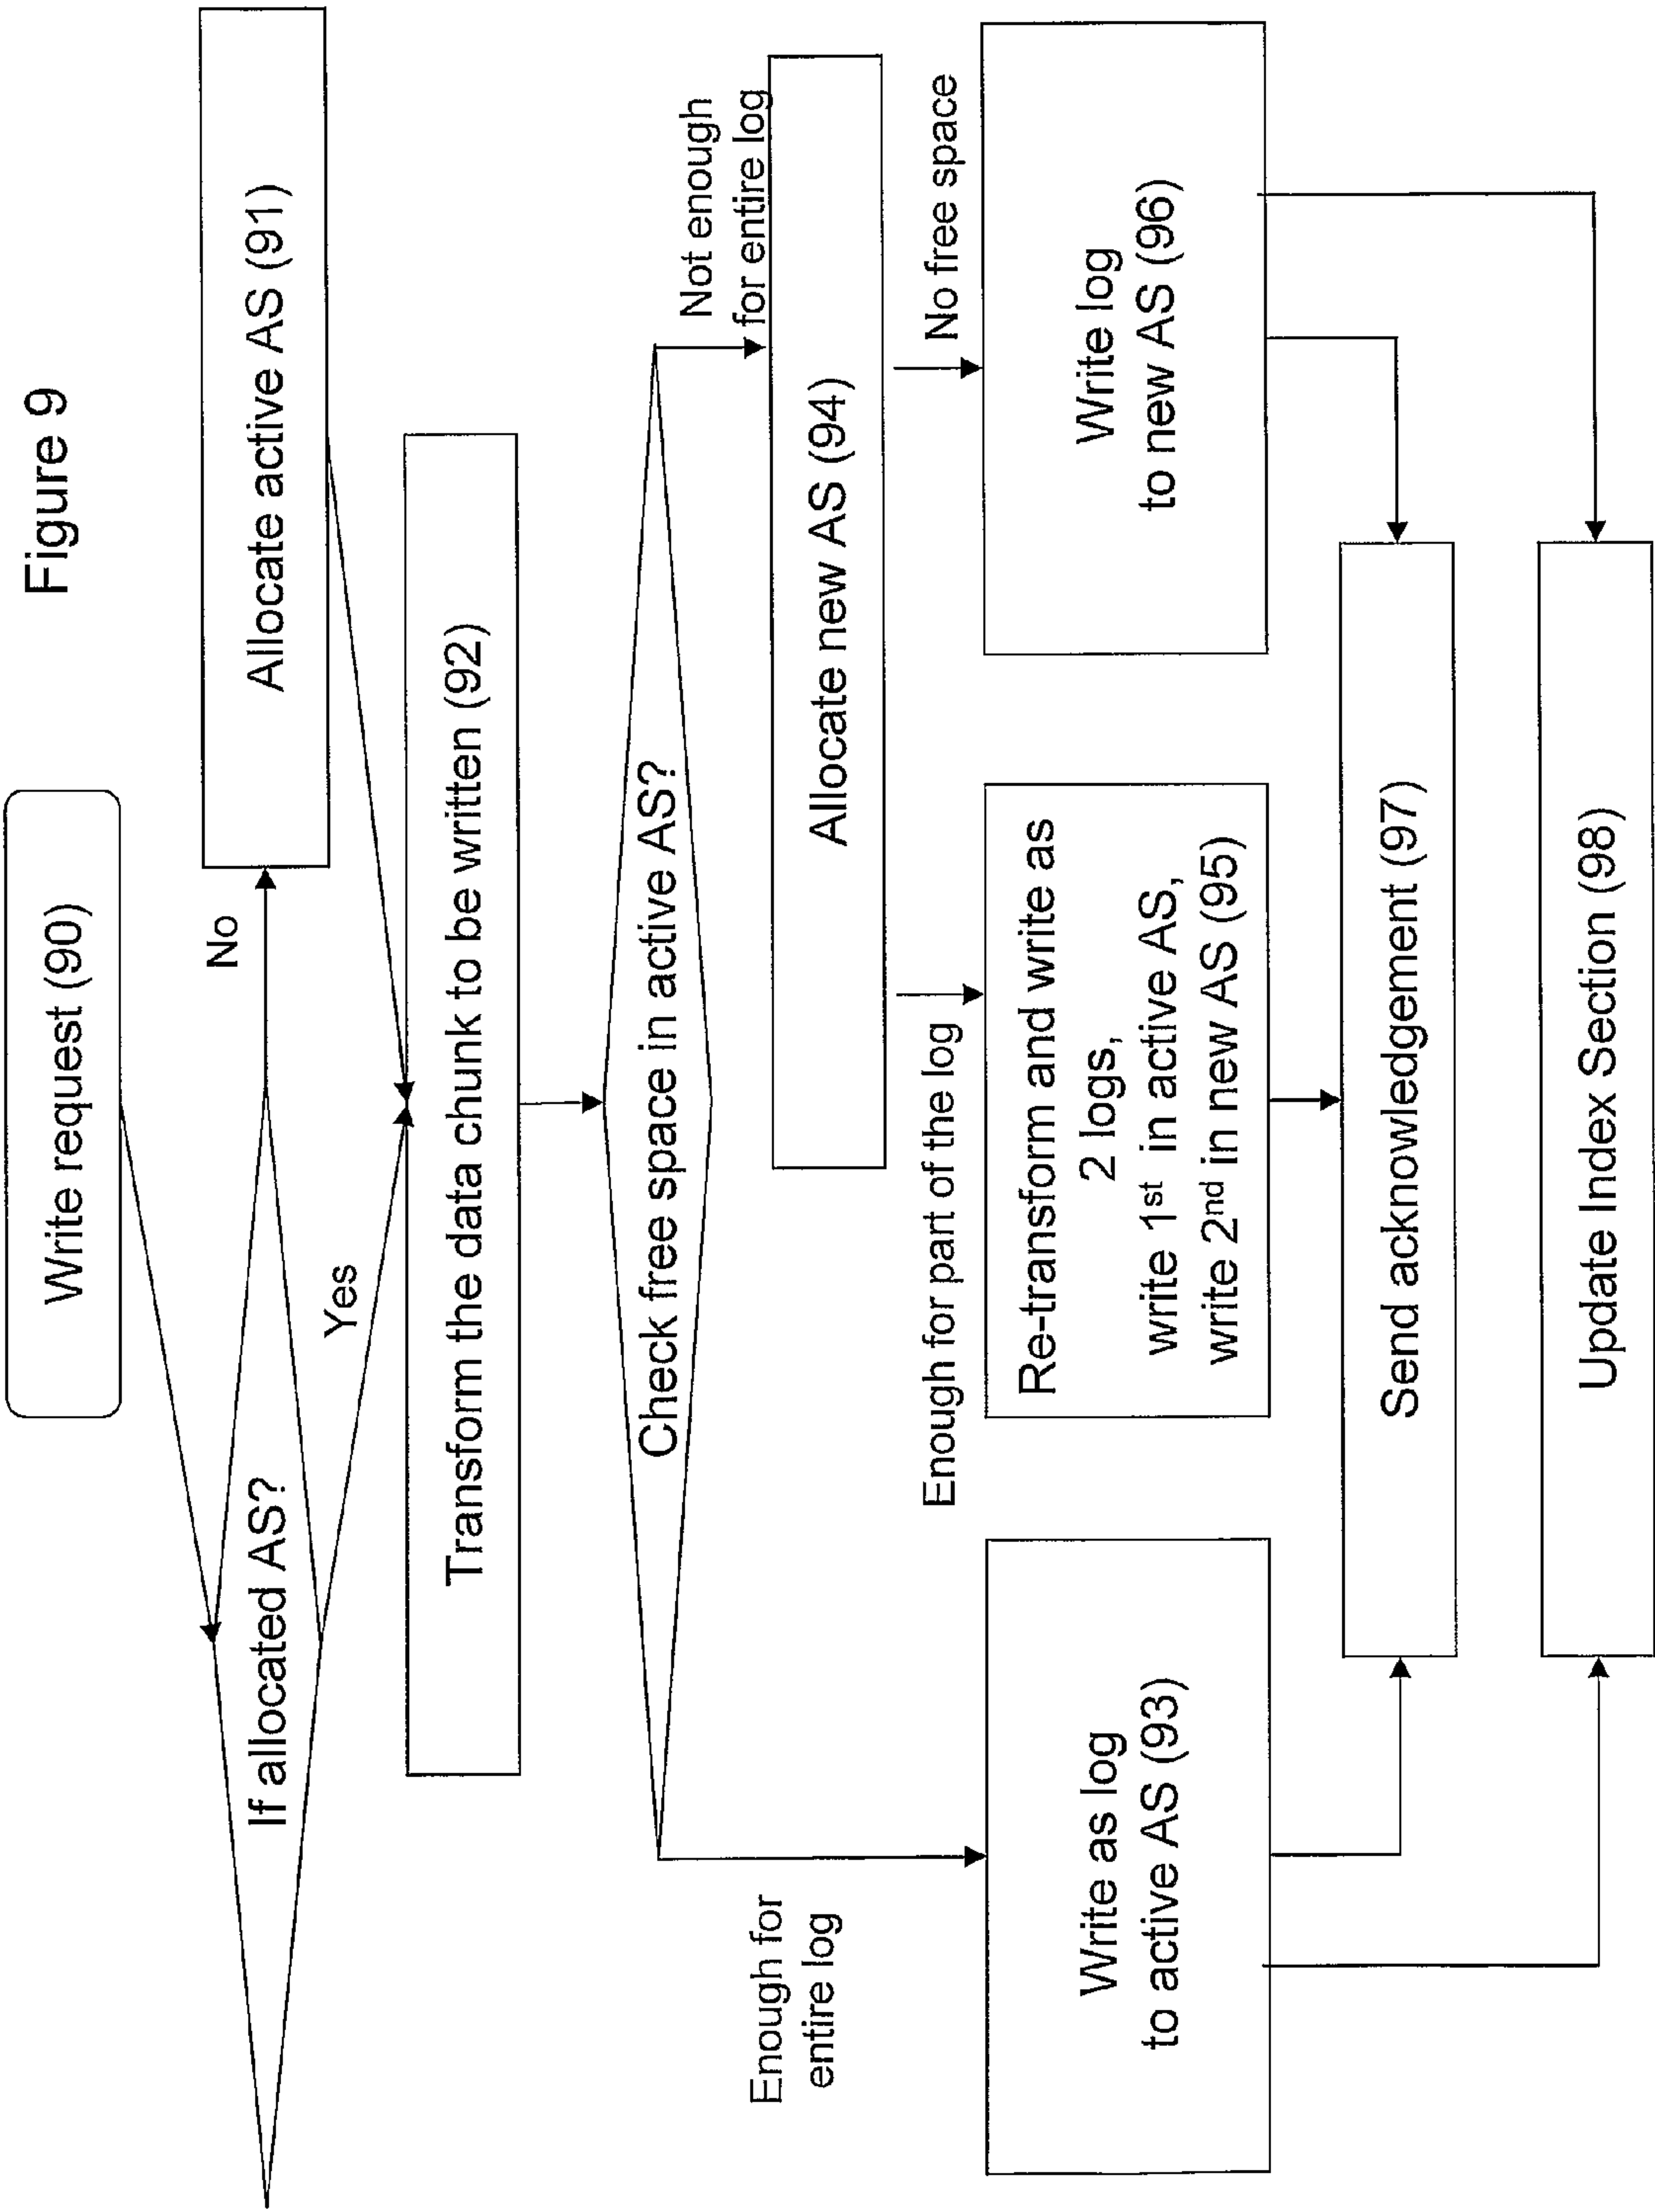 Figure 9
Write request (90)
If allocated AS?
No
Allocate active AS (91)
Yes
Transform the data chunk to be written (92)
Check free space in active AS?
Enough for
entire log
Not enough
for entire log
Allocate new AS (94)
Enough for part of the log
No free space
Write as log
to active AS (93)
Re-transform and write as
2 logs,
write 1st in active AS,
write 2nd in new AS (95)
Write log
to new AS (96)
Send acknowledgement (97)
Update Index Section (98)